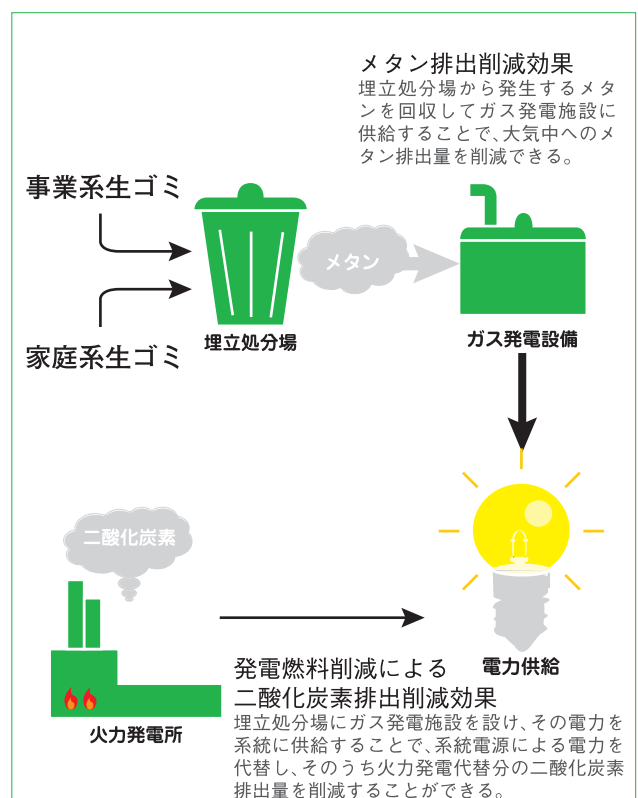 メタン排出削減効果
埋立処分場から発生するメタ
ンを回収してガス発電施設に
供給することで、大気中へのメ
タン排出量を削減できる。
事業系生ゴミ
メタン
家庭系生ゴミ
埋立処分場
ガス発電設備
二酸化炭素
火力発電所
電力供給
発電燃料削減による
二酸化炭素排出削減効果
埋立処分場にガス発電施設を設け、その電力を
系統に供給することで、系統電源による電力を
代替し、そのうち火力発電代替分の二酸化炭素
排出量を削減することができる。